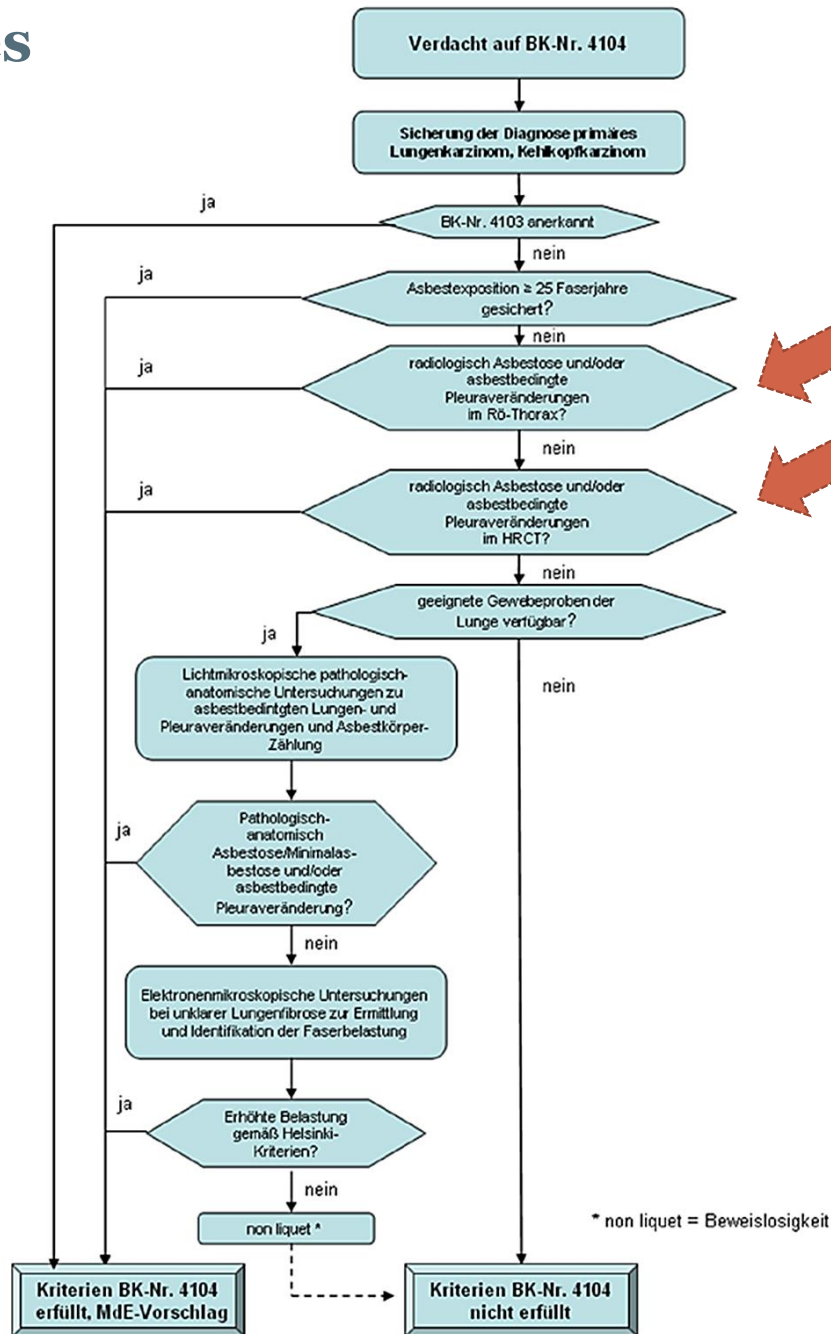 Verdacht auf BK-Nr. 4104
Sicherung der Diagnose primäres
Lungenkarzinom, Kehlkopfkarzinom
ja
BK-Nr. 4103 anerkannt
nein
ja
Asbestexposition ≥ 25 Faserjahre
gesichert?
nein
ja
radiologisch Asbestose und/oder
asbestbedingte
Pleuraveränderungen
im Rö-Thorax?
nein
ja
radiologisch Asbestose und/oder
asbestbedingte
Pleuraveränderungen
im HRCT?
nein
geeignete Gewebeproben der
Lunge verfügbar?
ja
nein
Lichtmikroskopische pathologisch-
anatomische Untersuchungen zu
asbestbedintgten Lungen- und
Pleuraveränderungen und Asbestkörper-
Zählung
ja
Pathologisch-
anatomisch
Asbestose/Minimalas-
bestose und/oder
asbestbedingte
Pleuraveränderung?
nein
Elektronenmikroskopische Untersuchungen
bei unklarer Lungenfibrose zur Ermittlung
und Identifikation der Faserbelastung
ja
Erhöhte Belastung
gemäß Helsinki-
Kriterien?
nein
non liquet *
* non liquet = Beweislosigkeit
Kriterien BK-Nr. 4104
erfüllt, MdE-Vorschlag
Kriterien BK-Nr. 4104
nicht erfüllt